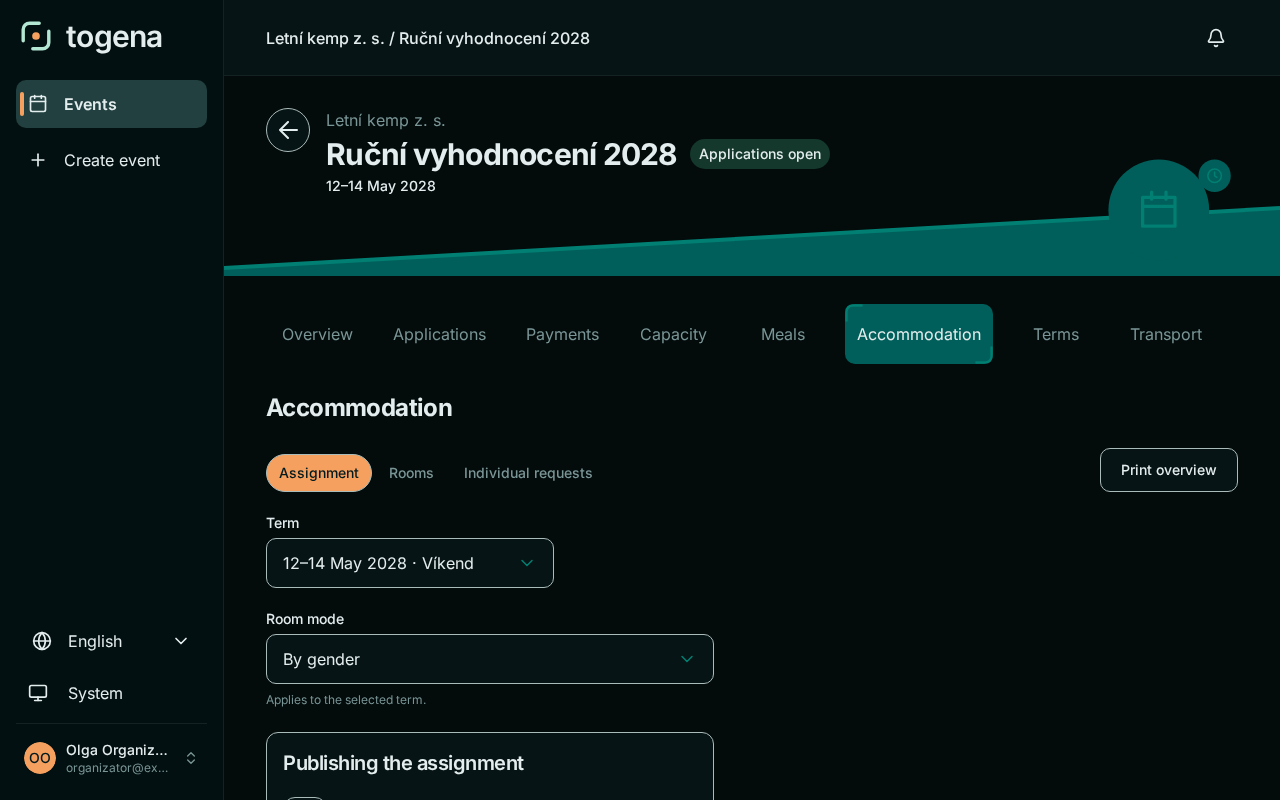 togena
Events
Create event
English
System
OO
Olga Organiz...
organizator@ex...
Letní kemp z. s. / Ruční vyhodnocení 2028
Letní kemp z. s.
Ruční vyhodnocení 2028
Applications open
12–14 May 2028
Overview
Applications
Payments
Capacity
Meals
Accommodation
Terms
Transport
Accommodation
Assignment
Rooms
Individual requests
Print overview
Term
12–14 May 2028 · Víkend
Room mode
By gender
Applies to the selected term.
Publishing the assignment